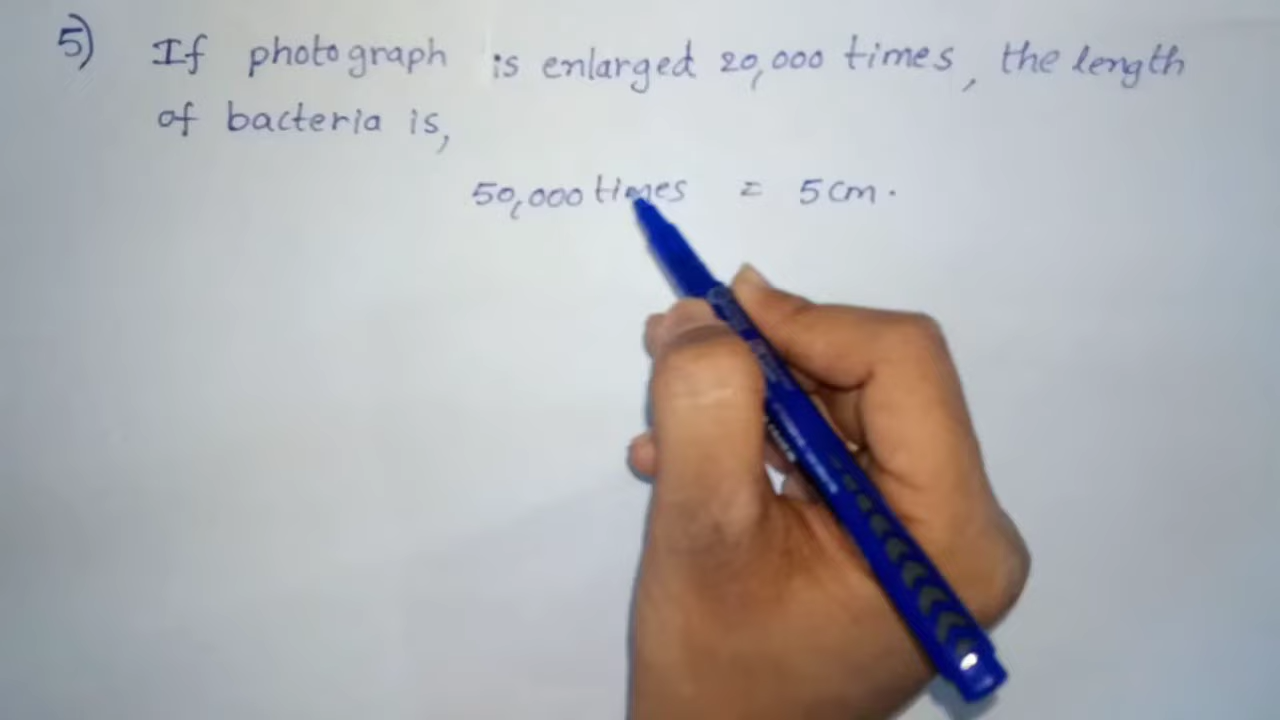 5) If photograph is enlarged 20,000 times, the length
of bacteria is,
50,000 times = 5 cm.